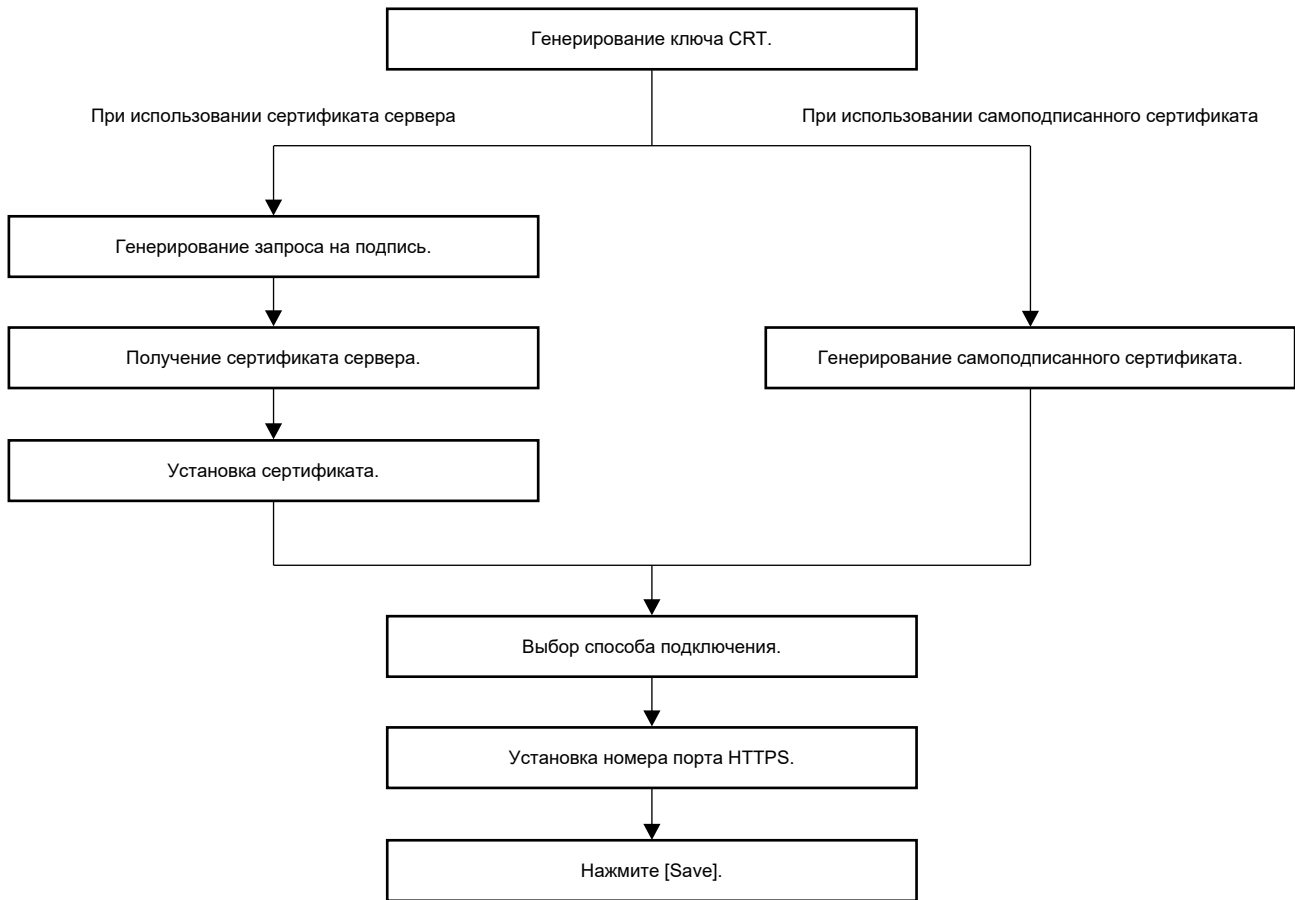 Генерирование ключа CRT.
При использовании сертификата сервера
При использовании самоподписанного сертификата
Генерирование запроса на подпись.
Получение сертификата сервера.
Генерирование самоподписанного сертификата.
Установка сертификата.
Выбор способа подключения.
Установка номера порта HTTPS.
Нажмите [Save].